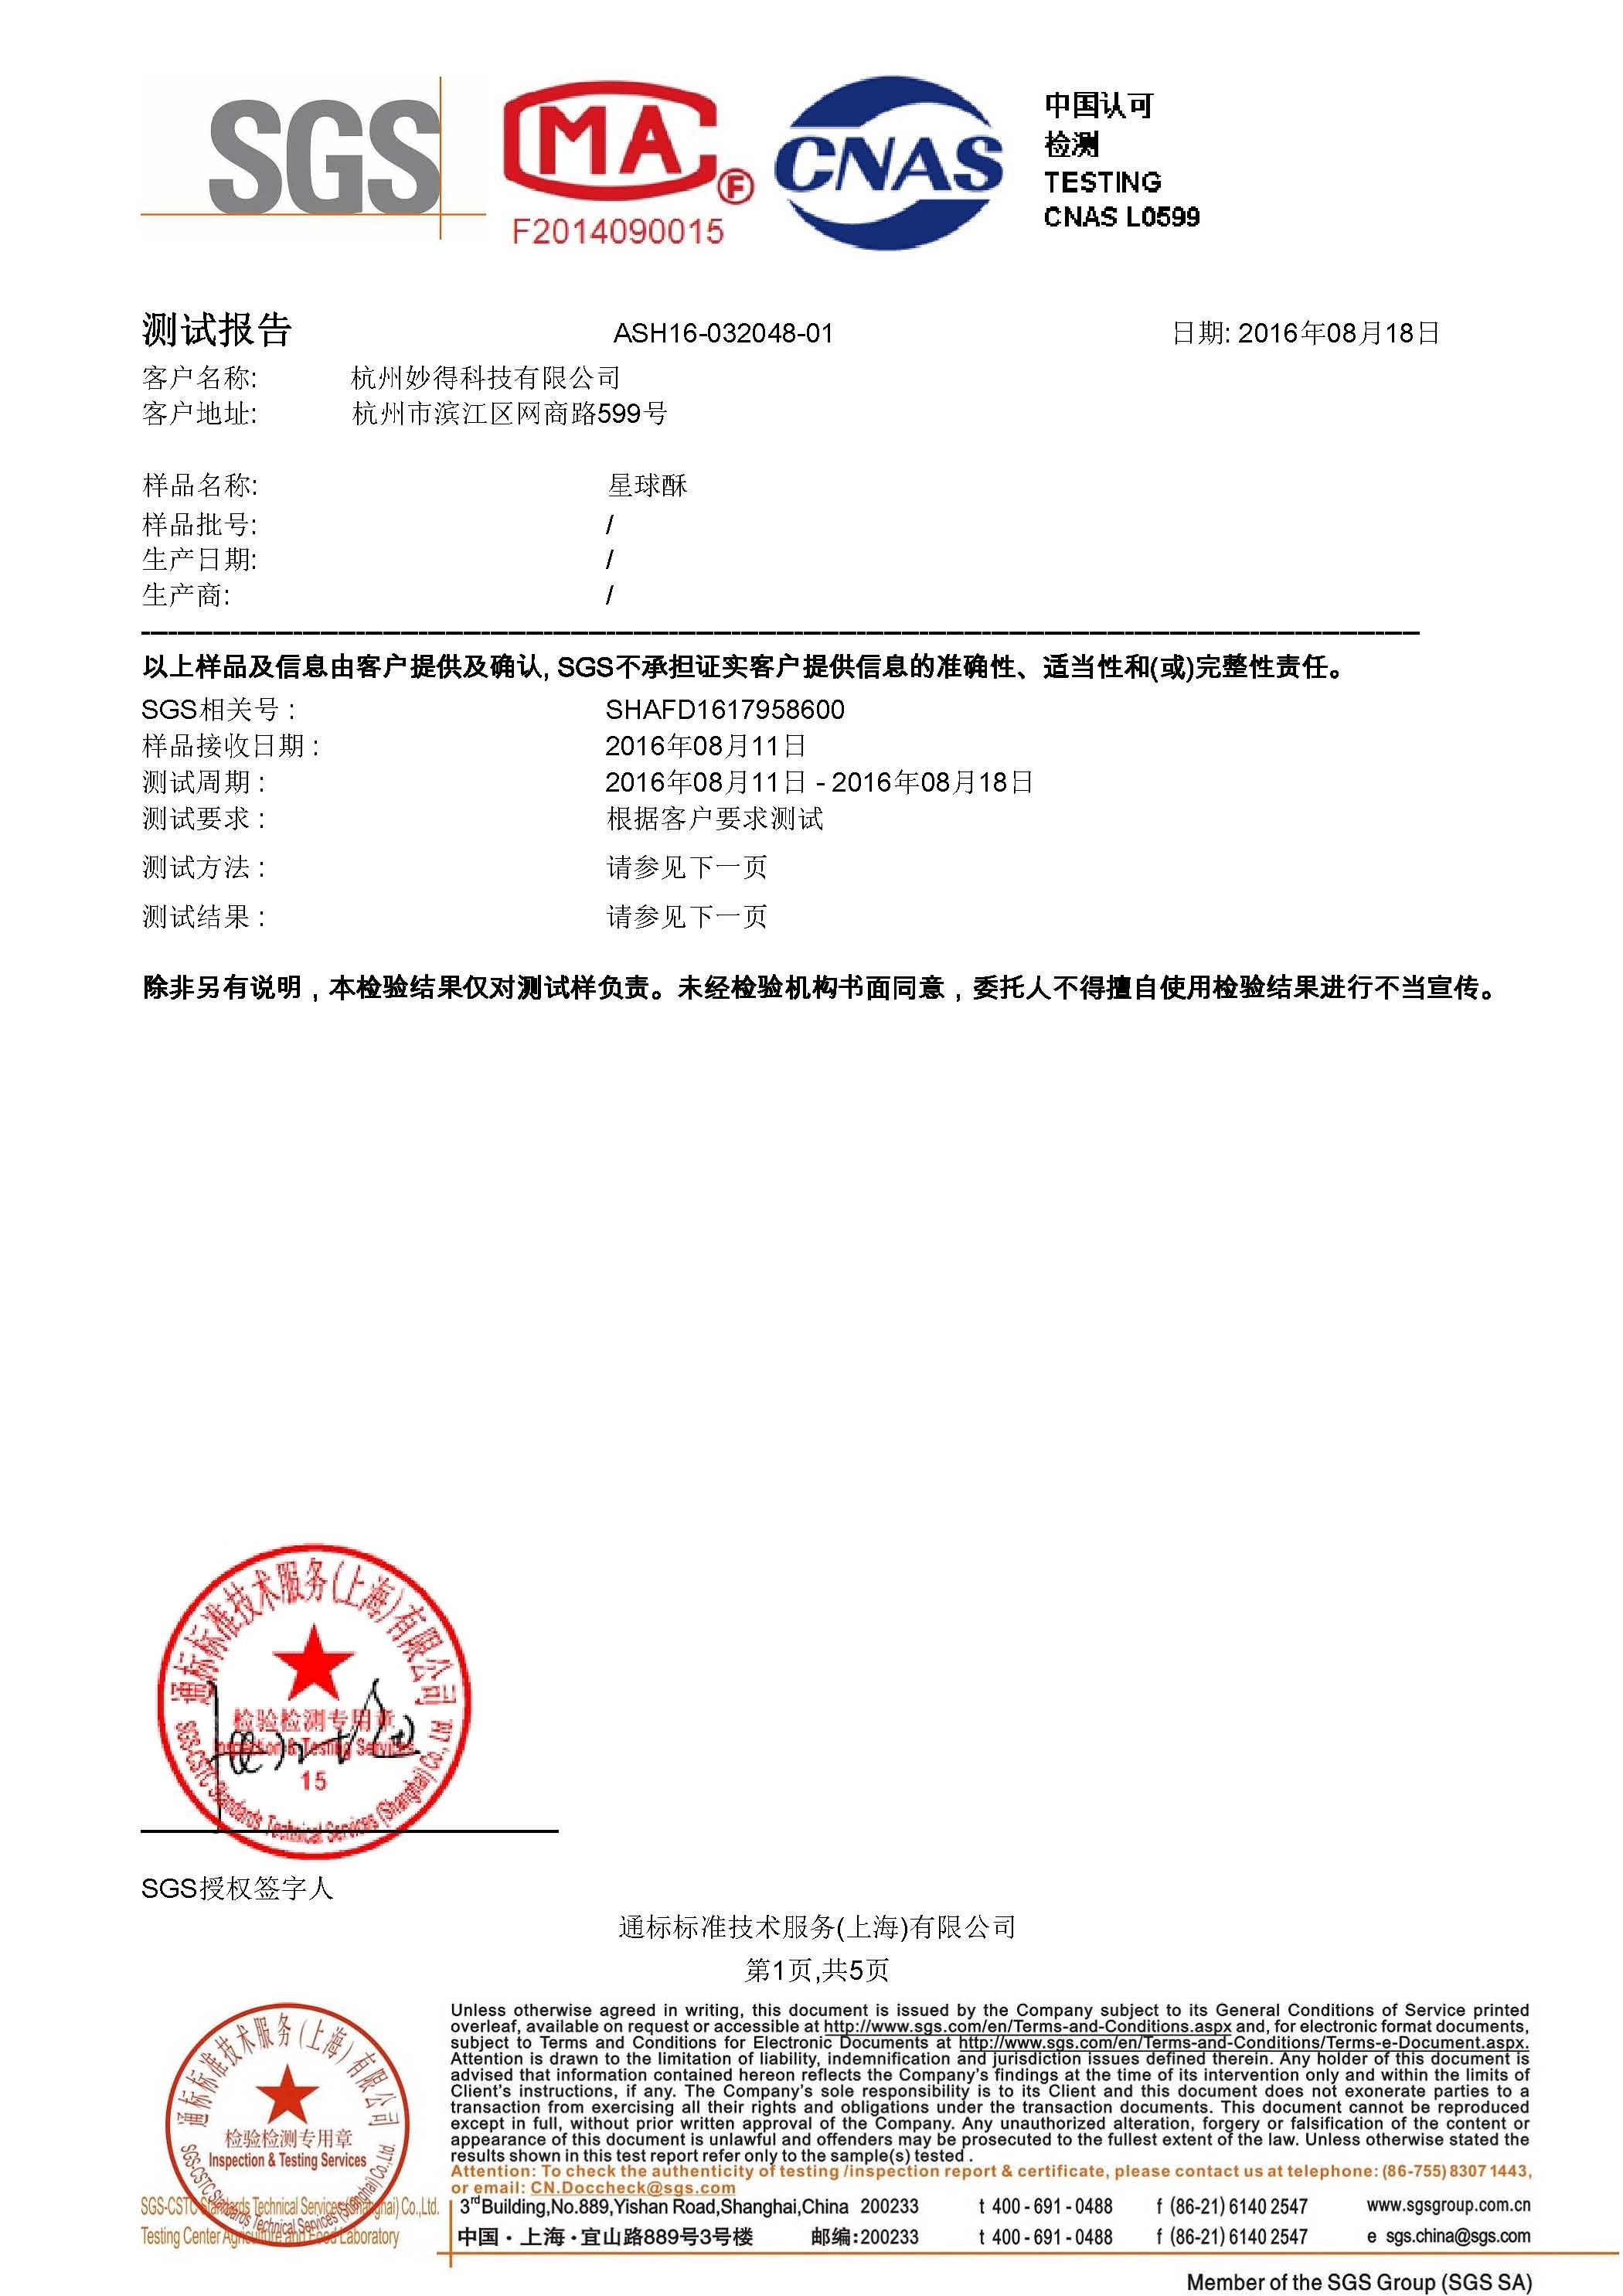 SGS
MA
F
F2014090015
CNAS
中国认可
检测
TESTING
CNAS L0599
测试报告 ASH16-032048-01 日期: 2016年08月18日
客户名称: 杭州妙得科技有限公司
客户地址: 杭州市滨江区网商路599号
样品名称: 星球酥
样品批号: /
生产日期: /
生产商: /
以上样品及信息由客户提供及确认, SGS不承担证实客户提供信息的准确性、适当性和(或)完整性责任。
SGS相关号 : SHAFD1617958600
样品接收日期 : 2016年08月11日
测试周期 : 2016年08月11日 - 2016年08月18日
测试要求 : 根据客户要求测试
测试方法 : 请参见下一页
测试结果 : 请参见下一页
除非另有说明，本检验结果仅对测试样负责。未经检验机构书面同意，委托人不得擅自使用检验结果进行不当宣传。
通标标准技术服务(上海)有限公司
检验检测专用章
Inspection & Testing Services
15
SGS-CSTC Standards Technical Services (Shanghai) Co., Ltd.
SGS授权签字人
通标标准技术服务(上海)有限公司
第1页,共5页
通标标准技术服务(上海)有限公司
检验检测专用章
Inspection & Testing Services
SGS-CSTC Standards Technical Services (Shanghai) Co.,Ltd.
Unless otherwise agreed in writing, this document is issued by the Company subject to its General Conditions of Service printed
overleaf, available on request or accessible at http://www.sgs.com/en/Terms-and-Conditions.aspx and, for electronic format documents,
subject to Terms and Conditions for Electronic Documents at http://www.sgs.com/en/Terms-and-Conditions/Terms-e-Document.aspx.
Attention is drawn to the limitation of liability, indemnification and jurisdiction issues defined therein. Any holder of this document is
advised that information contained hereon reflects the Company's findings at the time of its intervention only and within the limits of
Client's instructions, if any. The Company's sole responsibility is to its Client and this document does not exonerate parties to a
transaction from exercising all their rights and obligations under the transaction documents. This document cannot be reproduced
except in full, without prior written approval of the Company. Any unauthorized alteration, forgery or falsification of the content or
appearance of this document is unlawful and offenders may be prosecuted to the fullest extent of the law. Unless otherwise stated the
results shown in this test report refer only to the sample(s) tested .
Attention: To check the authenticity of testing /inspection report & certificate, please contact us at telephone: (86-755) 8307 1443,
or email: CN.Doccheck@sgs.com
SGS-CSTC Standards Technical Services (Shanghai) Co.,Ltd.
Testing Center Agriculture and Food Laboratory
3rd Building,No.889,Yishan Road,Shanghai,China 200233 t 400-691-0488 f (86-21) 6140 2547 www.sgsgroup.com.cn
中国·上海·宜山路889号3号楼 邮编:200233 t 400-691-0488 f (86-21) 6140 2547 e sgs.china@sgs.com
Member of the SGS Group (SGS SA)